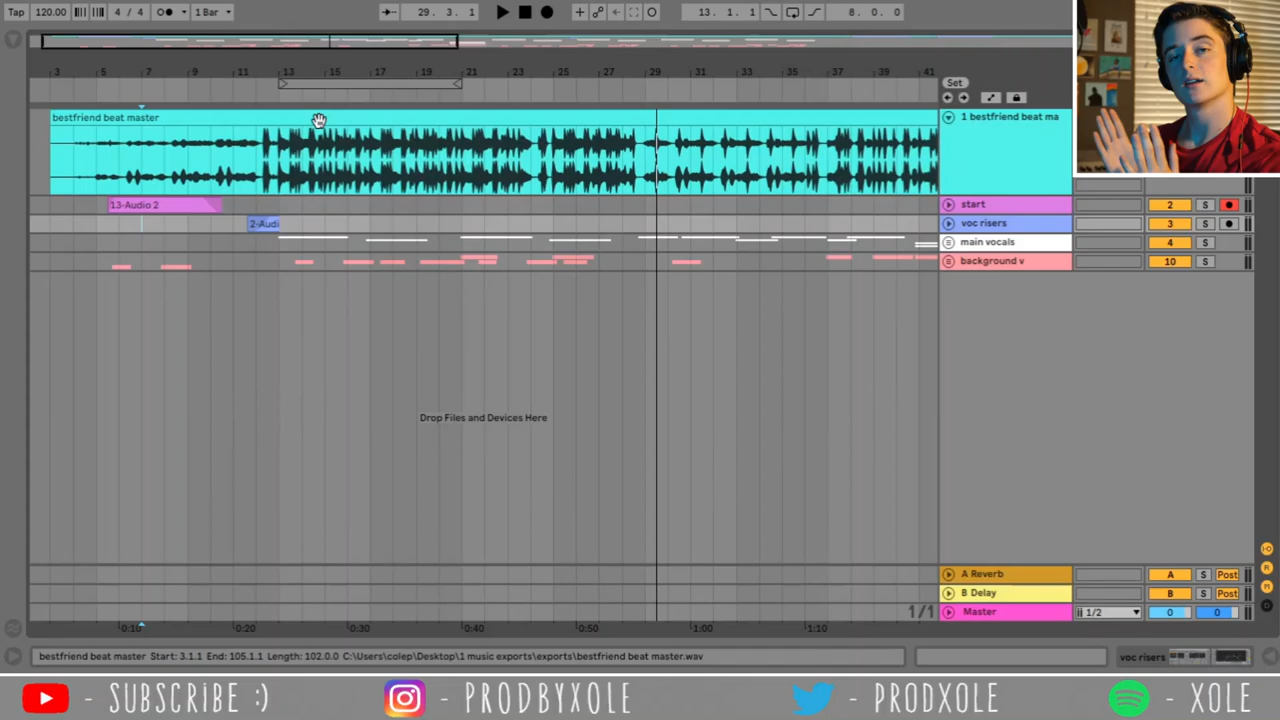 Tap 120.00 4 / 4 1 Bar 29. 3. 1 13. 1. 1 8. 0. 0
3 5 7 9 11 13 15 17 19 21 23 25 27 29 31 33 35 37 39 41 Set
bestfriend beat master 1 bestfriend beat ma
13-Audio 2 start 2 S
2-Audi voc risers 3 S
main vocals 4 S
background v 10 S
Drop Files and Devices Here
A Reverb A S Post
B Delay B S Post
1/1 Master 1/2 0 0
0:10 0:20 0:30 0:40 0:50 1:00 1:10
bestfriend beat master Start: 3.1.1 End: 105.1.1 Length: 102.0.0 C:\Users\colep\Desktop\1 music exports\exports\bestfriend beat master.wav voc risers
- SUBSCRIBE :) - PRODBYXOLE - PRODXOLE - XOLE